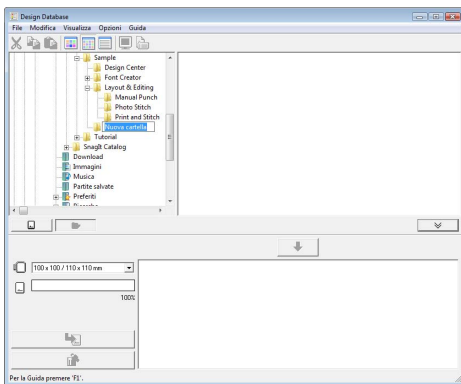 Design Database
File Modifica Visualizza Opzioni Guida
Sample
Design Center
Font Creator
Layout & Editing
Manual Punch
Photo Stitch
Print and Stitch
Nuova cartella
Tutorial
SnagIt Catalog
Download
Immagini
Musica
Partite salvate
Preferiti
100 x 100 / 110 x 110 mm
100%
Per la Guida premere 'F1'.